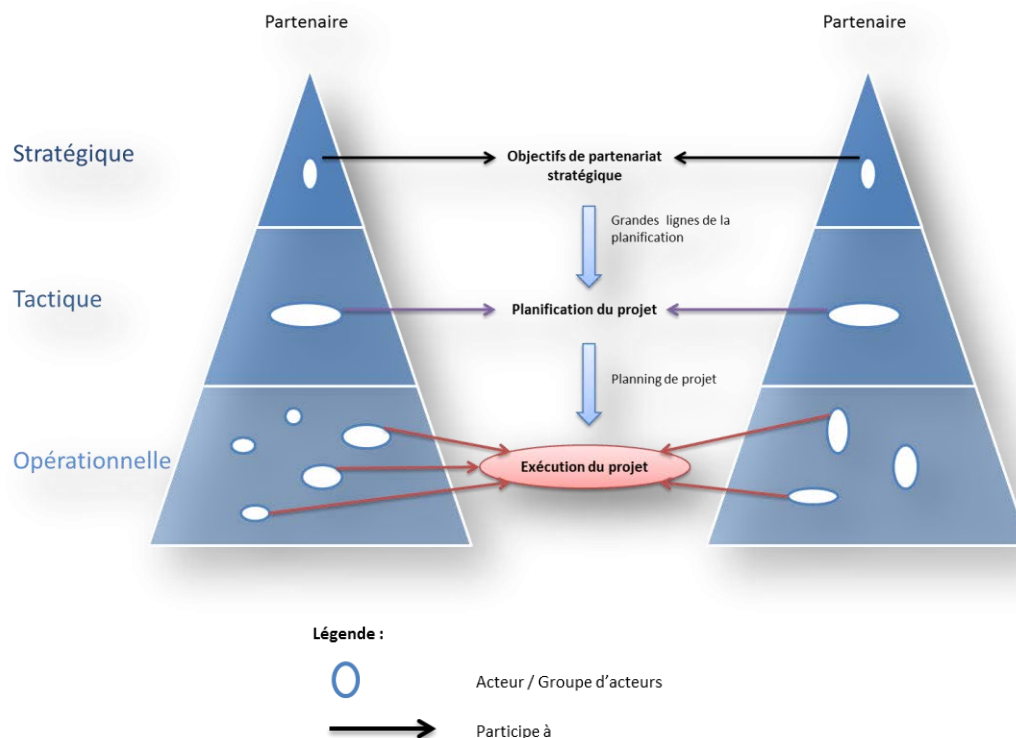 Partenaire
Partenaire
Stratégique
Objectifs de partenariat
stratégique
Grandes lignes de la
planification
Tactique
Planification du projet
Planning de projet
Opérationnelle
Exécution du projet
Légende :
Acteur / Groupe d'acteurs
Participe à